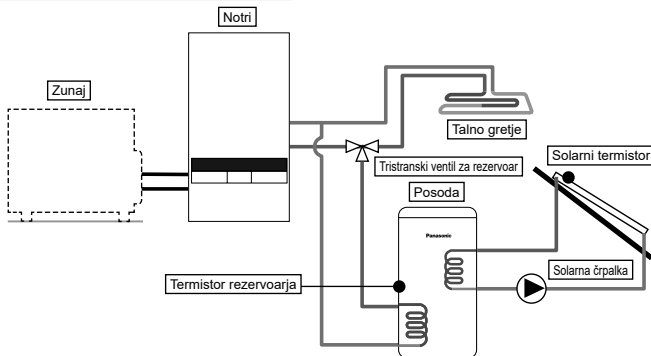 Notri
Zunaj
Talno gretje
Solarni termistor
Tristranski ventil za rezervoar
Posoda
Panasonic
Solarna črpalka
Termistor rezervoarja